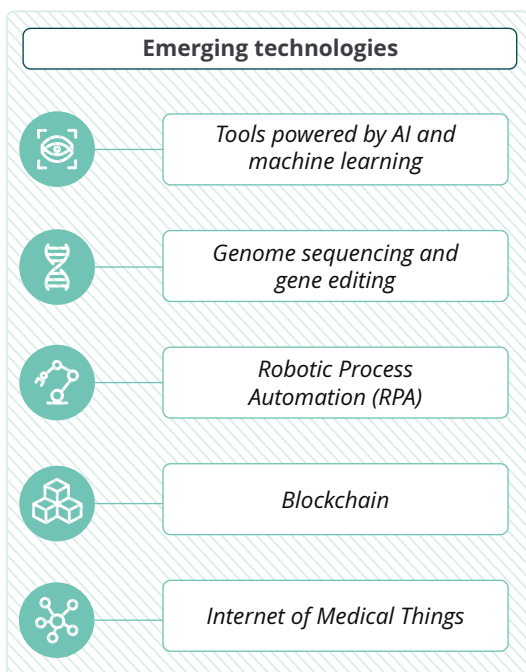 Emerging technologies
Tools powered by AI and
machine learning
Genome sequencing and
gene editing
Robotic Process
Automation (RPA)
Blockchain
Internet of Medical Things